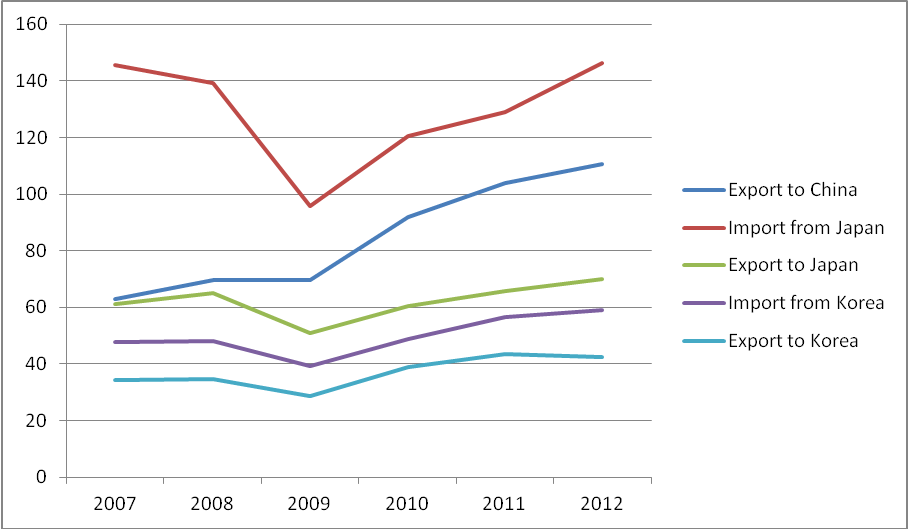 160
140
120
100
80
60
40
20
0
2007 2008 2009 2010 2011 2012
Export to China
Import from Japan
Export to Japan
Import from Korea
Export to Korea